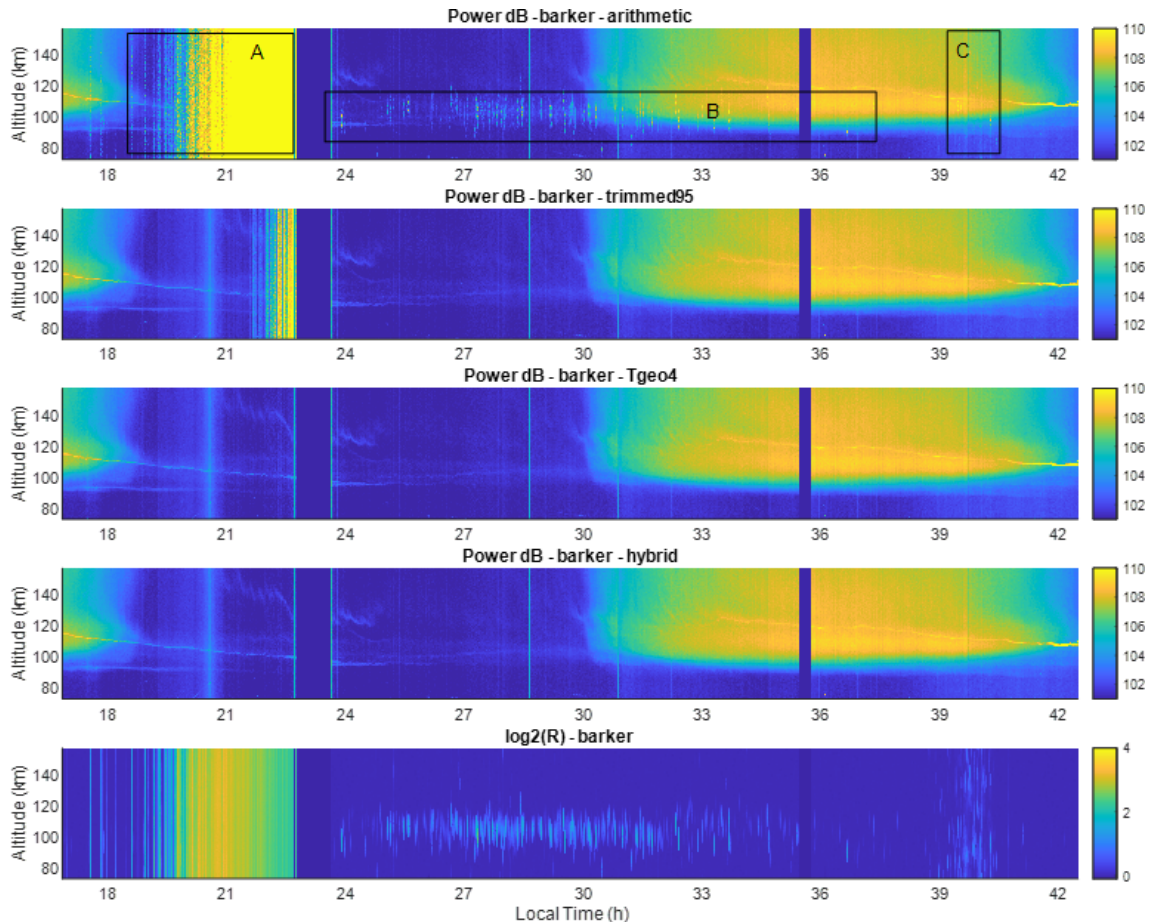 Power dB - barker - arithmetic
Altitude (km)
140
120
100
80
A
B
C
110
108
106
104
102
18 21 24 27 30 33 36 39 42
Power dB - barker - trimmed95
Altitude (km)
140
120
100
80
110
108
106
104
102
18 21 24 27 30 33 36 39 42
Power dB - barker - Tgeo4
Altitude (km)
140
120
100
80
110
108
106
104
102
18 21 24 27 30 33 36 39 42
Power dB - barker - hybrid
Altitude (km)
140
120
100
80
110
108
106
104
102
18 21 24 27 30 33 36 39 42
log2(R) - barker
Altitude (km)
140
120
100
80
4
2
0
18 21 24 27 30 33 36 39 42
Local Time (h)